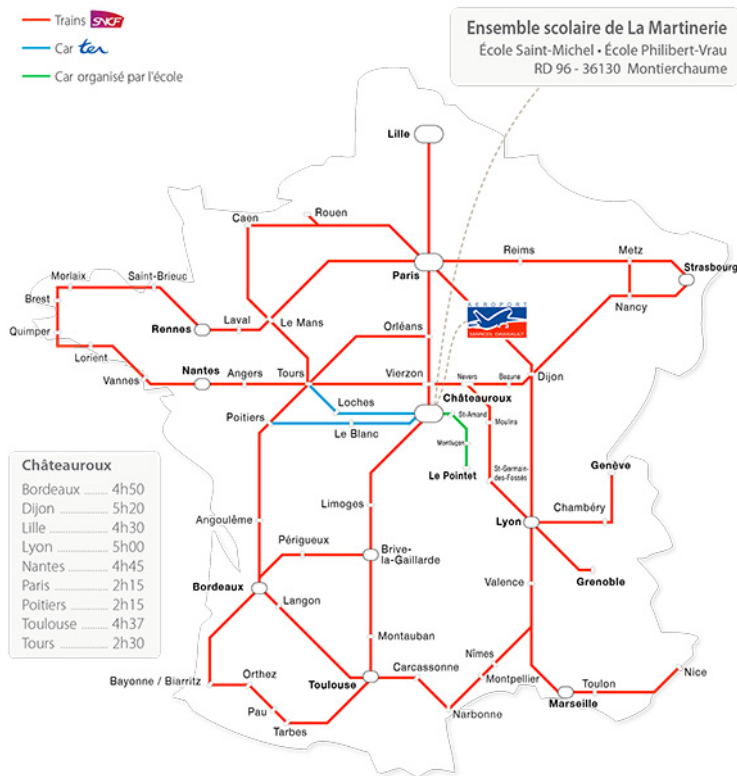 Trains SNCF
Car ter
Car organisé par l'école
Ensemble scolaire de La Martinerie
École Saint-Michel • École Philibert-Vrau
RD 96 - 36130 Montierchaume
Lille
Rouen
Caen
Reims
Metz
Strasbourg
Paris
Morlaix
Saint-Brieuc
Brest
AEROPORT
MARCEL DASSAULT
Nancy
Rennes
Laval
Le Mans
Orléans
Quimper
Lorient
Vannes
Nantes
Angers
Tours
Vierzon
Nevers
Beaune
Dijon
Loches
Châteauroux
Poitiers
Le Blanc
St-Amand
Moulins
Montluçon
Le Pointet
St-Germain
des-Fossés
Genève
Châteauroux
Bordeaux ...... 4h50
Dijon ............ 5h20
Lille ............... 4h30
Lyon ............. 5h00
Nantes .......... 4h45
Paris .............. 2h15
Poitiers ......... 2h15
Toulouse ...... 4h37
Tours ............ 2h30
Limoges
Chambéry
Angoulême
Lyon
Périgueux
Brive-
la-Gaillarde
Grenoble
Bordeaux
Valence
Langon
Montauban
Nîmes
Carcassonne
Montpellier
Bayonne / Biarritz
Orthez
Toulouse
Nice
Toulon
Marseille
Pau
Narbonne
Tarbes